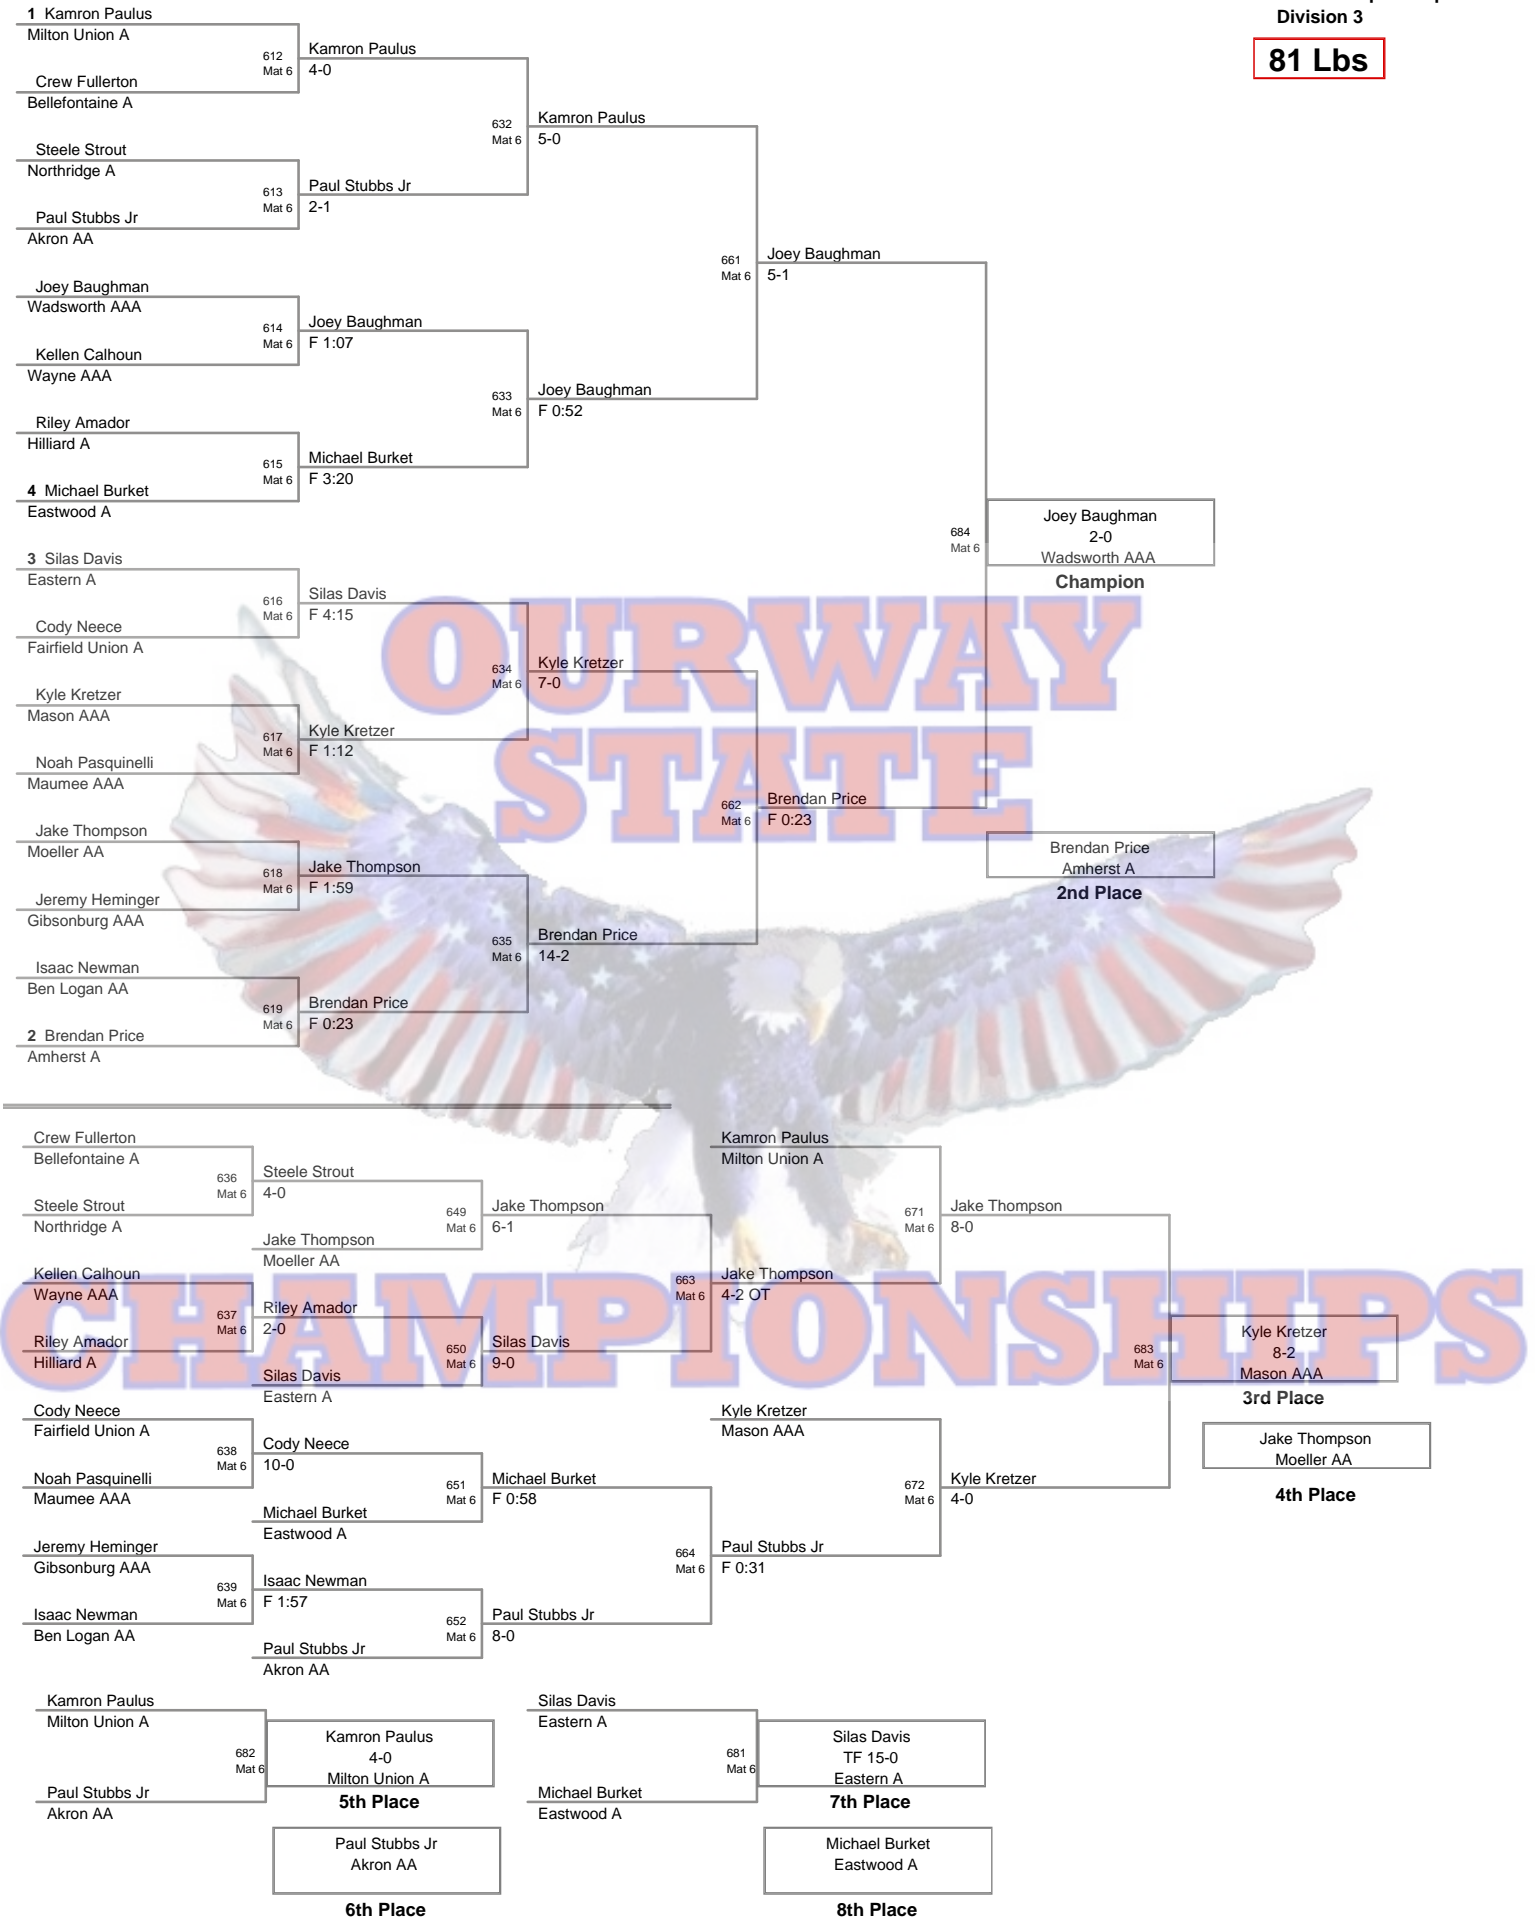 Division 3
81 Lbs
1 Kamron Paulus
Milton Union A
612
Mat 6
Kamron Paulus
4-0
Crew Fullerton
Bellefontaine A
632
Mat 6
Kamron Paulus
5-0
Steele Strout
Northridge A
613
Mat 6
Paul Stubbs Jr
2-1
Paul Stubbs Jr
Akron AA
661
Mat 6
Joey Baughman
5-1
Joey Baughman
Wadsworth AAA
614
Mat 6
Joey Baughman
F 1:07
Kellen Calhoun
Wayne AAA
633
Mat 6
Joey Baughman
F 0:52
Riley Amador
Hilliard A
615
Mat 6
Michael Burket
F 3:20
4 Michael Burket
Eastwood A
684
Mat 6
Joey Baughman
2-0
Wadsworth AAA
Champion
3 Silas Davis
Eastern A
616
Mat 6
Silas Davis
F 4:15
Cody Neece
Fairfield Union A
OURWAY
STATE
634
Mat 6
Kyle Kretzer
7-0
Kyle Kretzer
Mason AAA
617
Mat 6
Kyle Kretzer
F 1:12
Noah Pasquinelli
Maumee AAA
662
Mat 6
Brendan Price
F 0:23
Jake Thompson
Moeller AA
618
Mat 6
Jake Thompson
F 1:59
Jeremy Heminger
Gibsonburg AAA
Brendan Price
Amherst A
2nd Place
635
Mat 6
Brendan Price
14-2
Isaac Newman
Ben Logan AA
619
Mat 6
Brendan Price
F 0:23
2 Brendan Price
Amherst A
Crew Fullerton
Bellefontaine A
636
Mat 6
Steele Strout
4-0
Steele Strout
Northridge A
649
Mat 6
Jake Thompson
6-1
Jake Thompson
Moeller AA
Kamron Paulus
Milton Union A
671
Mat 6
Jake Thompson
8-0
CHAMPIONSHIPS
Kellen Calhoun
Wayne AAA
637
Mat 6
Riley Amador
2-0
Riley Amador
Hilliard A
663
Mat 6
Jake Thompson
4-2 OT
650
Mat 6
Silas Davis
9-0
Silas Davis
Eastern A
683
Mat 6
Kyle Kretzer
8-2
Mason AAA
3rd Place
Jake Thompson
Moeller AA
4th Place
Cody Neece
Fairfield Union A
638
Mat 6
Cody Neece
10-0
Noah Pasquinelli
Maumee AAA
651
Mat 6
Michael Burket
F 0:58
Michael Burket
Eastwood A
Kyle Kretzer
Mason AAA
672
Mat 6
Kyle Kretzer
4-0
Jeremy Heminger
Gibsonburg AAA
639
Mat 6
Isaac Newman
F 1:57
Isaac Newman
Ben Logan AA
664
Mat 6
Paul Stubbs Jr
F 0:31
652
Mat 6
Paul Stubbs Jr
8-0
Paul Stubbs Jr
Akron AA
Kamron Paulus
Milton Union A
682
Mat 6
Kamron Paulus
4-0
Milton Union A
5th Place
Paul Stubbs Jr
Akron AA
Paul Stubbs Jr
Akron AA
6th Place
Silas Davis
Eastern A
681
Mat 6
Silas Davis
TF 15-0
Eastern A
7th Place
Michael Burket
Eastwood A
Michael Burket
Eastwood A
8th Place